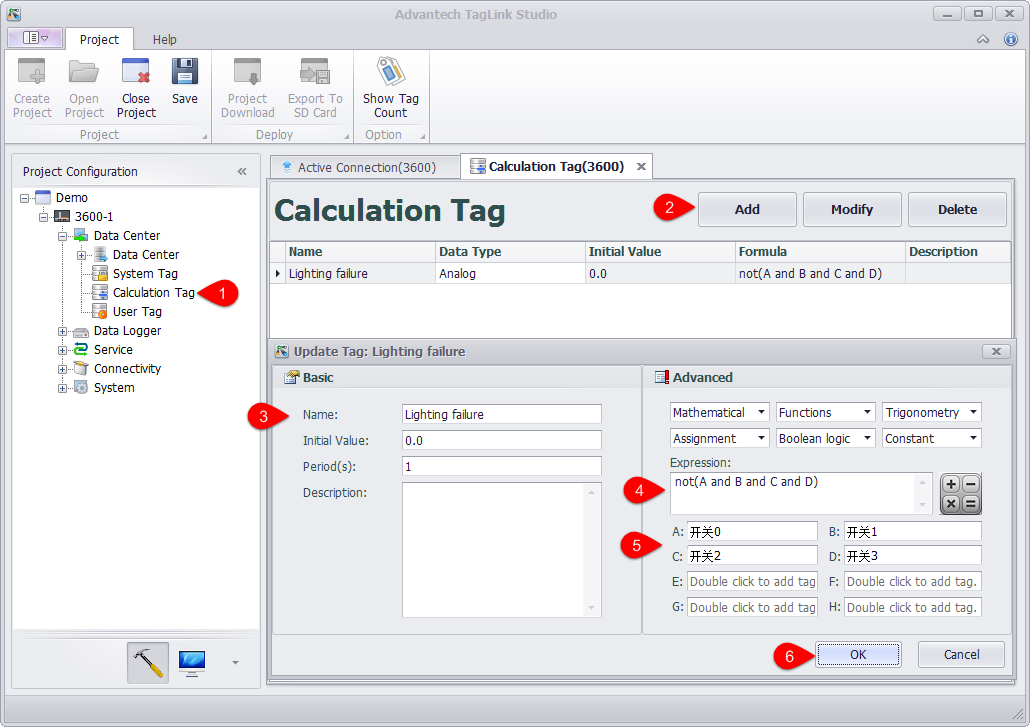 Advantech TagLink Studio
Project Help
Create Project
Open Project
Close Project
Save
Project Download
Export To SD Card
Show Tag Count
Project Deploy Option
Project Configuration «
Demo
3600-1
Data Center
Data Center
System Tag
Calculation Tag 1
User Tag
Data Logger
Service
Connectivity
System
Active Connection(3600) Calculation Tag(3600)
Calculation Tag 2 Add Modify Delete
Name Data Type Initial Value Formula Description
Lighting failure Analog 0.0 not(A and B and C and D)
Update Tag: Lighting failure
Basic
3 Name: Lighting failure
Initial Value: 0.0
Period(s): 1
Description:
Advanced
Mathematical Functions Trigonometry
Assignment Boolean logic Constant
Expression:
4 not(A and B and C and D)
5 A: 开关0 B: 开关1
C: 开关2 D: 开关3
E: Double click to add tag F: Double click to add tag.
G: Double click to add tag H: Double click to add tag.
6 OK Cancel